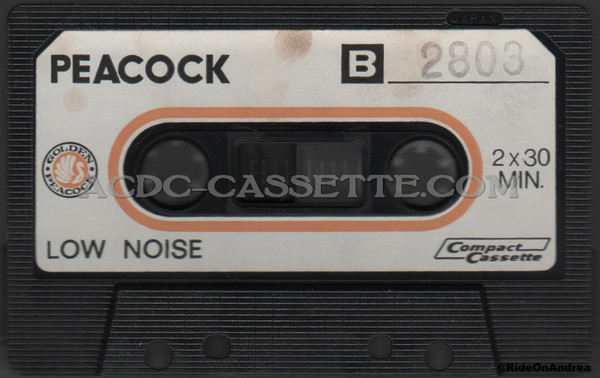 JAPAN
PEACOCK
B 2803
GOLDEN
PEACOCK
2 x 30
MIN.
ACDC-CASSETTE.COM
LOW NOISE
Compact
Cassette
©RideOnAndrea